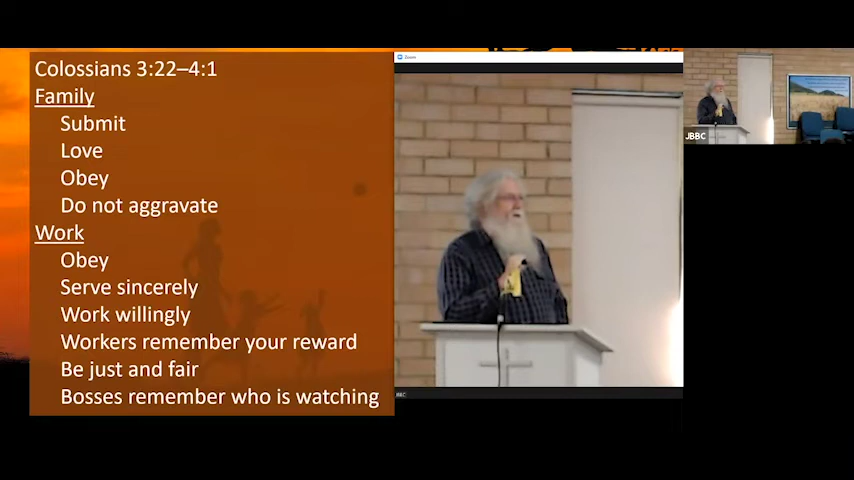 Colossians 3:22–4:1
Family
Submit
Love
Obey
Do not aggravate
Work
Obey
Serve sincerely
Work willingly
Workers remember your reward
Be just and fair
Bosses remember who is watching
Zoom
JBBC